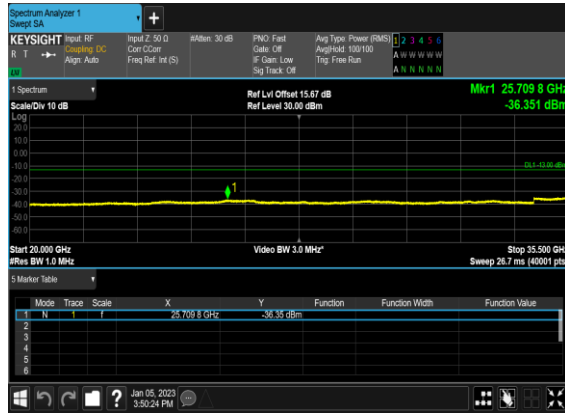 Spectrum Analyzer 1
Swept SA
+
KEYSIGHT Input: RF Input Z: 50 Ω #Atten: 30 dB PNO: Fast Avg Type: Power (RMS) 1 2 3 4 5 6
R T Coupling: DC Corr CCorr Gate: Off Avg|Hold: 100/100 A W W W W W
Align: Auto Freq Ref: Int (S) IF Gain: Low Trig: Free Run
LW Sig Track: Off A N N N N N
1 Spectrum Ref Lvl Offset 15.67 dB Mkr1 25.709 8 GHz
Scale/Div 10 dB Ref Level 30.00 dBm -36.351 dBm
Log
20.0
10.0
0.00
-10.0 DL1 -13.00 dBm
-20.0
-30.0 1
-40.0
-50.0
-60.0
Start 20.000 GHz Video BW 3.0 MHz* Stop 35.500 GHz
#Res BW 1.0 MHz Sweep 26.7 ms (40001 pts)
5 Marker Table
Mode Trace Scale X Y Function Function Width Function Value
1 N 1 f 25.709 8 GHz -36.35 dBm
2
3
4
5
6
? Jan 05, 2023
3:50:24 PM